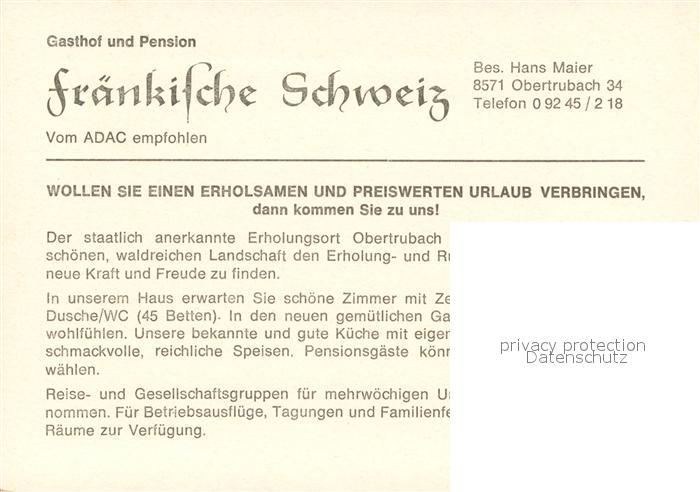 Gasthof und Pension
Fränkische Schweiz
Bes. Hans Maier
8571 Obertrubach 34
Telefon 0 92 45 / 2 18
Vom ADAC empfohlen
WOLLEN SIE EINEN ERHOLSAMEN UND PREISWERTEN URLAUB VERBRINGEN,
dann kommen Sie zu uns!
Der staatlich anerkannte Erholungsort Obertrubach
schönen, waldreichen Landschaft den Erholung- und
neue Kraft und Freude zu finden.
In unserem Haus erwarten Sie schöne Zimmer mit
Dusche/WC (45 Betten). In den neuen gemütlichen
wohlfühlen. Unsere bekannte und gute Küche mit
schmackvolle, reichliche Speisen. Pensionsgäste
wählen.
Reise- und Gesellschaftsgruppen für mehrwöchigen
nommen. Für Betriebsausflüge, Tagungen und
Räume zur Verfügung.
privacy protection
Datenschutz